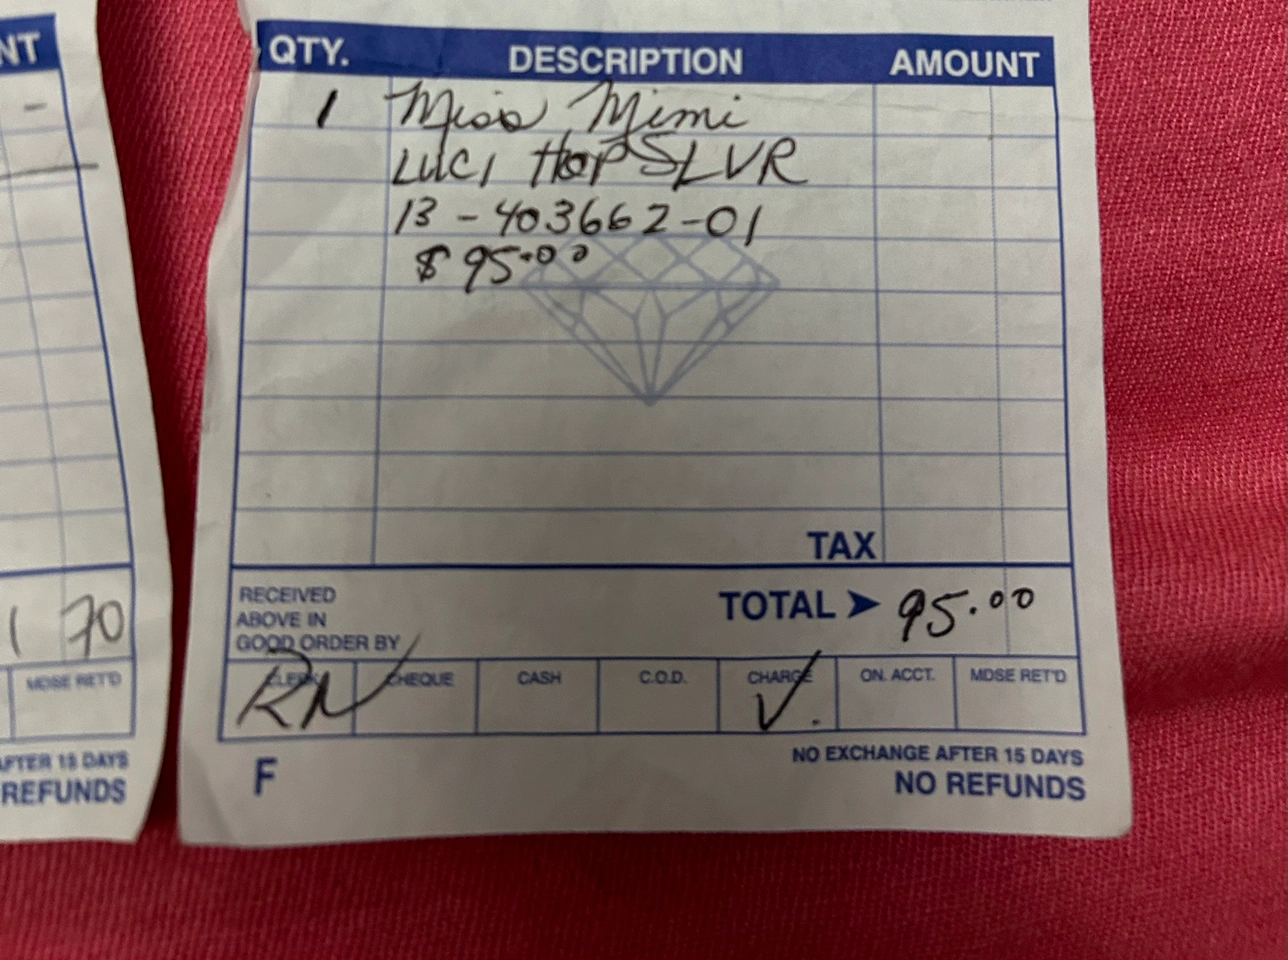 NT
-
1 70
MDSE RET'D
AFTER 15 DAYS
REFUNDS
QTY. DESCRIPTION AMOUNT
1 Miss Mimi
LUCI HOP SLVR
13-403662-01
$95.00
TAX
RECEIVED
ABOVE IN
GOOD ORDER BY
TOTAL ➤ 95.00
CLERK CHEQUE CASH C.O.D. CHARGE ON. ACCT. MDSE RET'D
RN ✓.
F
NO EXCHANGE AFTER 15 DAYS
NO REFUNDS